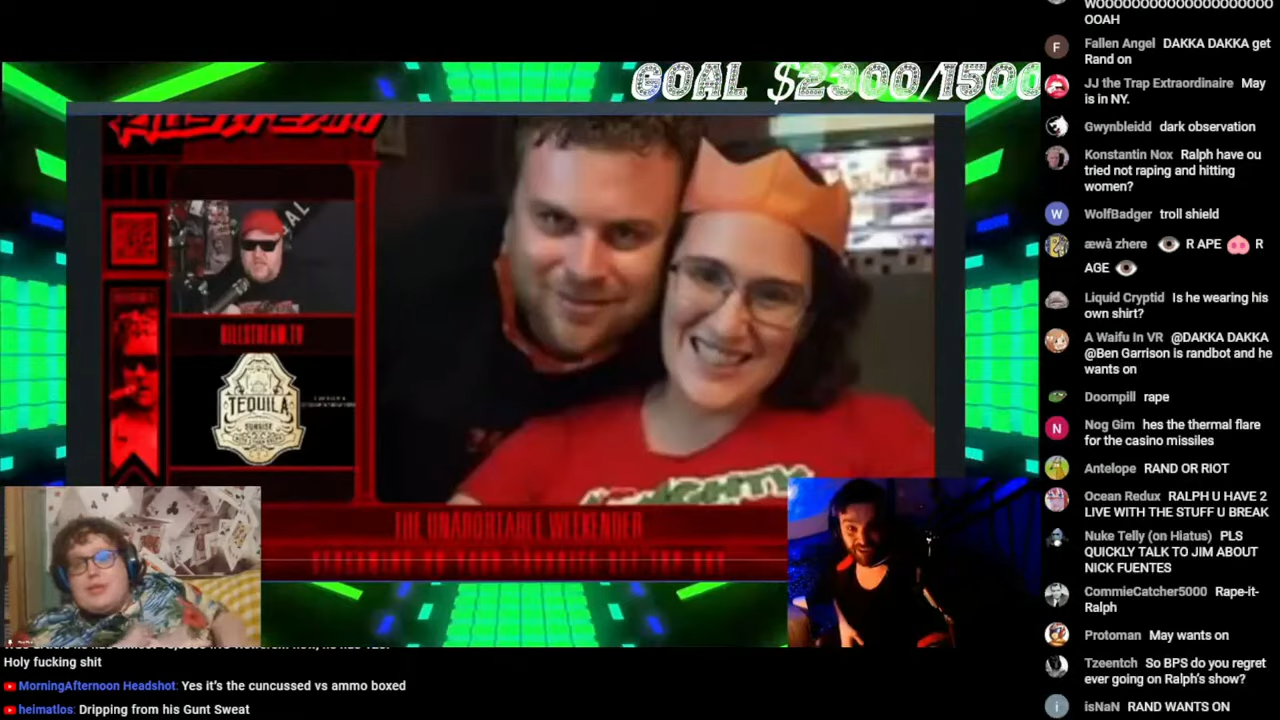 GOAL $2300/1500
KILLSTREAM
KILLSTREAM.TV
TEQUILA
SUNRISE
THE UNABORTABLE WEEKENDER
Holy fucking shit
MorningAfternoon Headshot: Yes it's the cuncussed vs ammo boxed
heimatlos: Dripping from his Gunt Sweat
OOAH
Fallen Angel DAKKA DAKKA get
Rand on
JJ the Trap Extraordinaire May
is in NY.
Gwynbleidd dark observation
Konstantin Nox Ralph have ou
tried not raping and hitting
women?
WolfBadger troll shield
æwà zhere 👁 R APE 🐽 R
AGE 👁
Liquid Cryptid Is he wearing his
own shirt?
A Waifu In VR @DAKKA DAKKA
@Ben Garrison is randbot and he
wants on
Doompill rape
Nog Gim hes the thermal flare
for the casino missiles
Antelope RAND OR RIOT
Ocean Redux RALPH U HAVE 2
LIVE WITH THE STUFF U BREAK
Nuke Telly (on Hiatus) PLS
QUICKLY TALK TO JIM ABOUT
NICK FUENTES
CommieCatcher5000 Rape-it-
Ralph
Protoman May wants on
Tzeentch So BPS do you regret
ever going on Ralph's show?
isNaN RAND WANTS ON